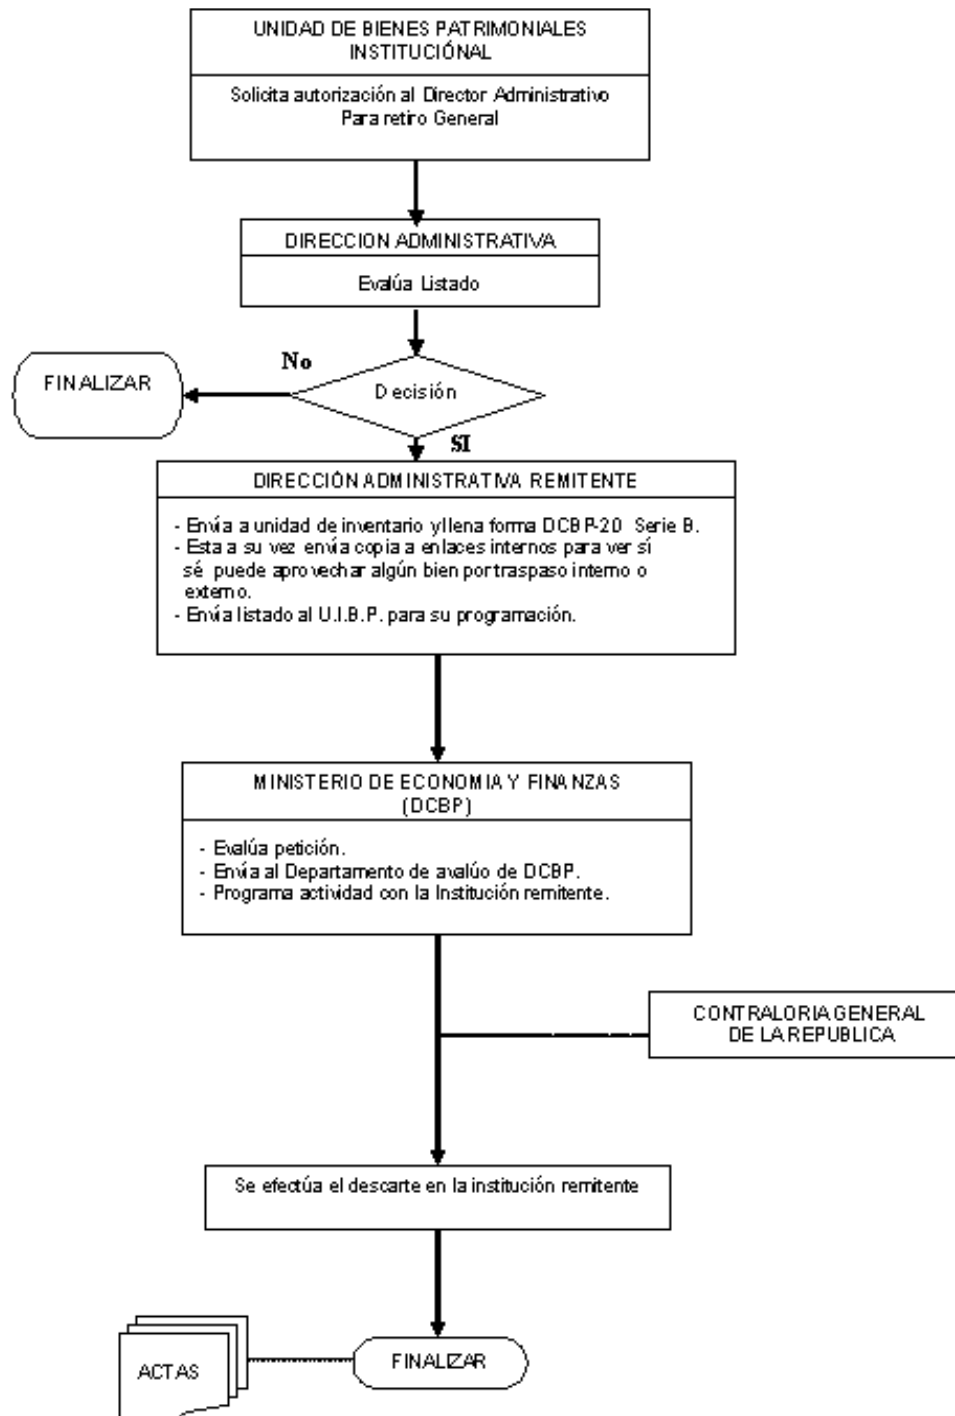 UNIDAD DE BIENES PATRIMONIALES
INSTITUCIÓNAL
Solicita autorización al Director Administrativo
Para retiro General
DIRECCION ADMINISTRATIVA
Evalúa Listado
No
FINALIZAR
Decisión
SI
DIRECCIÓN ADMINISTRATIVA REMITENTE
- Envía a unidad de inventario y llena forma DCBP-20 Serie B.
- Esta a su vez envía copia a enlaces internos para ver sí
sé puede aprovechar algún bien por traspaso interno o
externo.
- Envía listado al U.I.B.P. para su programación.
MINISTERIO DE ECONOMIA Y FINANZAS
(DCBP)
- Evalúa petición.
- Envía al Departamento de avalúo de DCBP.
- Programa actividad con la Institución remitente.
CONTRALORIA GENERAL
DE LA REPUBLICA
Se efectúa el descarte en la institución remitente
FINALIZAR
ACTAS